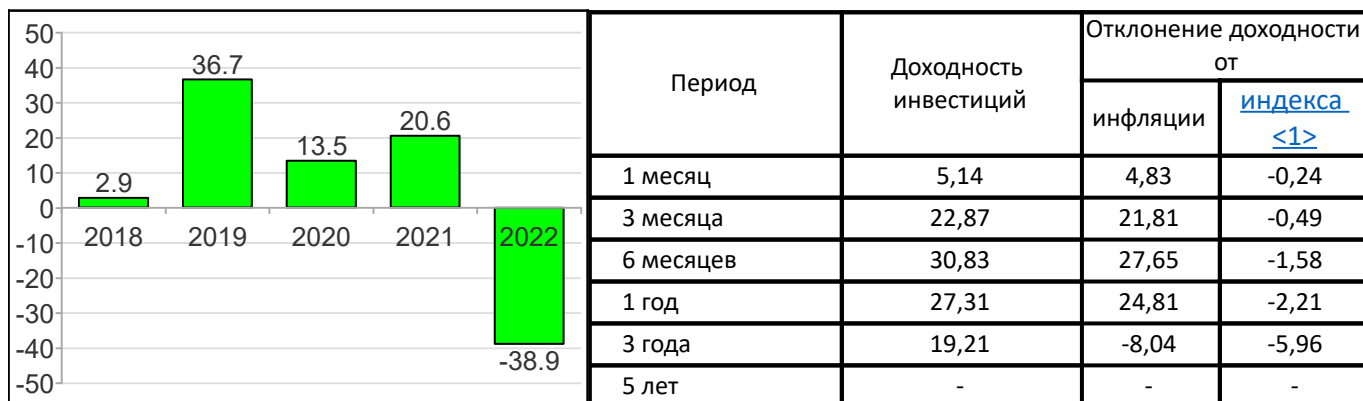 50
40
30
20
10
0
-10
-20
-30
-40
-50
2.9
36.7
13.5
20.6
-38.9
2018 2019 2020 2021 2022
Период
Доходность
инвестиций
Отклонение доходности
от
инфляции
индекса
<1>
1 месяц 5,14 4,83 -0,24
3 месяца 22,87 21,81 -0,49
6 месяцев 30,83 27,65 -1,58
1 год 27,31 24,81 -2,21
3 года 19,21 -8,04 -5,96
5 лет - - -